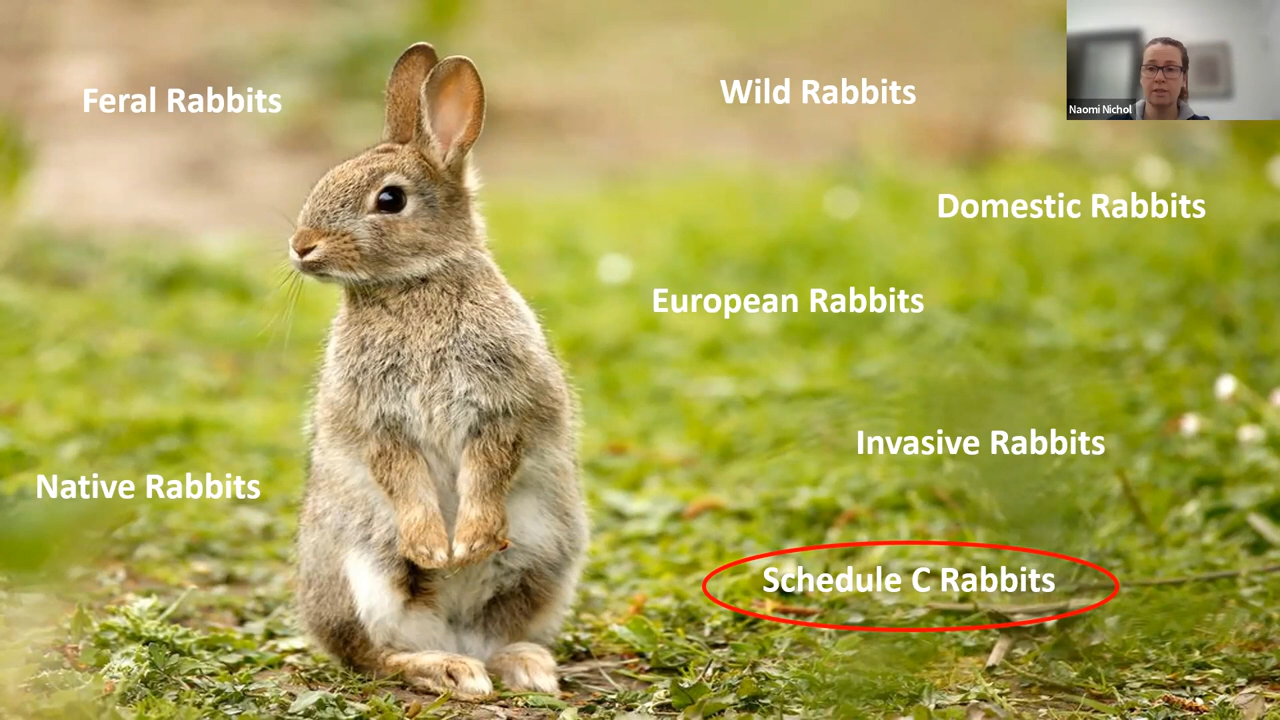 Feral Rabbits
Wild Rabbits
Naomi Nichol
Domestic Rabbits
European Rabbits
Invasive Rabbits
Native Rabbits
Schedule C Rabbits